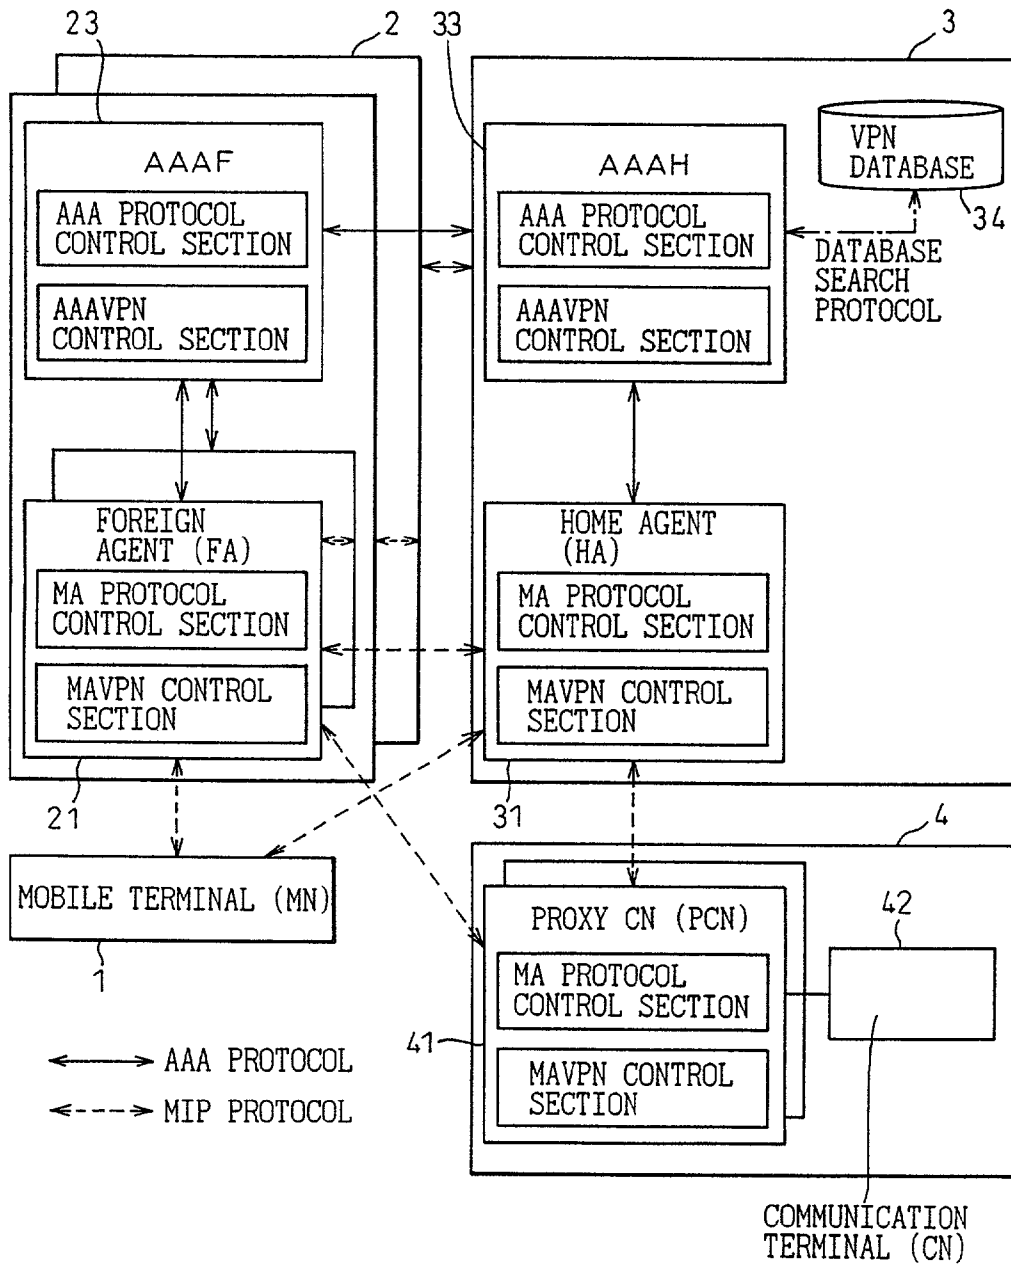 23
2
33
3
AAAF
AAA PROTOCOL
CONTROL SECTION
AAAVPN
CONTROL SECTION
AAAH
AAA PROTOCOL
CONTROL SECTION
AAAVPN
CONTROL SECTION
VPN
DATABASE
34
DATABASE
SEARCH
PROTOCOL
FOREIGN
AGENT (FA)
MA PROTOCOL
CONTROL SECTION
MAVPN CONTROL
SECTION
21
HOME AGENT
(HA)
MA PROTOCOL
CONTROL SECTION
MAVPN CONTROL
SECTION
31
4
MOBILE TERMINAL (MN)
1
PROXY CN (PCN)
MA PROTOCOL
CONTROL SECTION
MAVPN CONTROL
SECTION
41
42
AAA PROTOCOL
MIP PROTOCOL
COMMUNICATION
TERMINAL (CN)